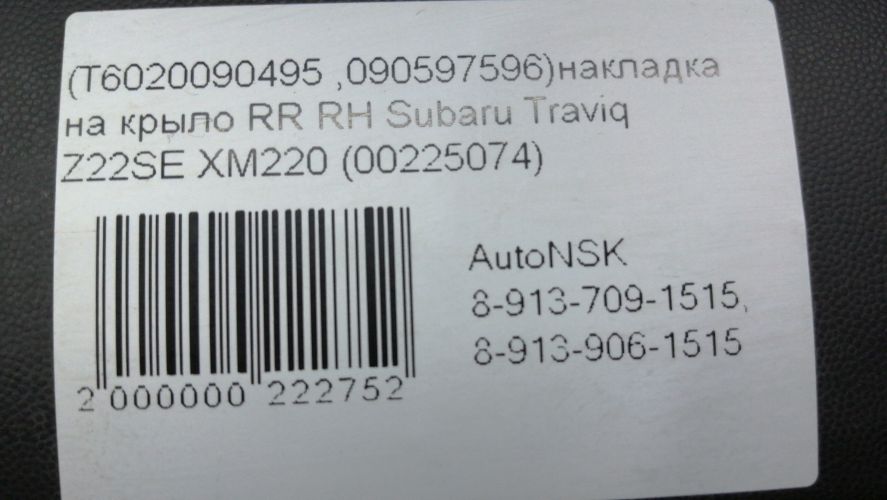 (T6020090495 ,090597596)накладка
на крыло RR RH Subaru Traviq
Z22SE XM220 (00225074)
AutoNSK
8-913-709-1515,
8-913-906-1515
2 000000 222752